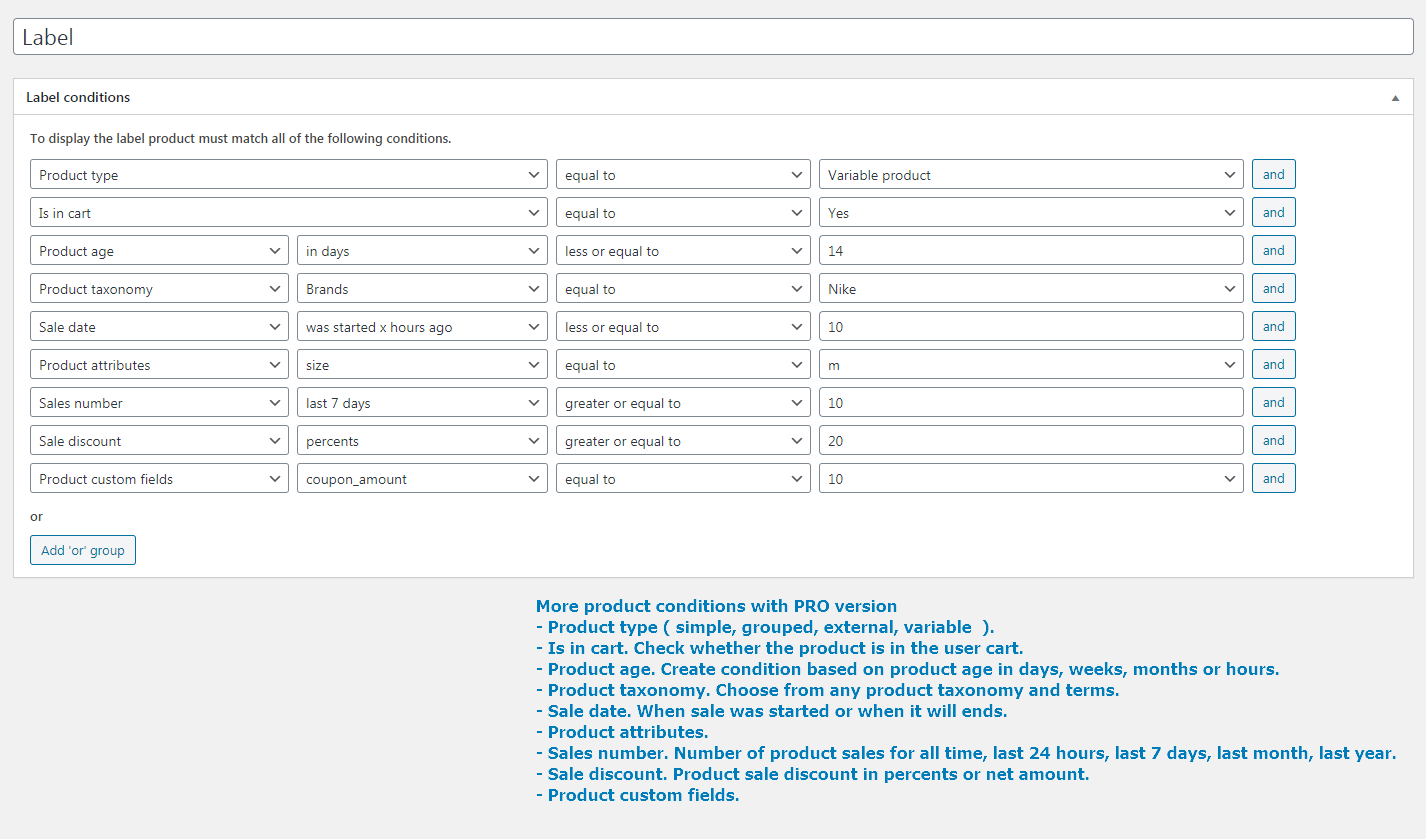 Label
Label conditions
To display the label product must match all of the following conditions.
Product type equal to Variable product and
Is in cart equal to Yes and
Product age in days less or equal to 14 and
Product taxonomy Brands equal to Nike and
Sale date was started x hours ago less or equal to 10 and
Product attributes size equal to m and
Sales number last 7 days greater or equal to 10 and
Sale discount percents greater or equal to 20 and
Product custom fields coupon_amount equal to 10 and
or
Add 'or' group
More product conditions with PRO version
- Product type ( simple, grouped, external, variable  ).
- Is in cart. Check whether the product is in the user cart.
- Product age. Create condition based on product age in days, weeks, months or hours.
- Product taxonomy. Choose from any product taxonomy and terms.
- Sale date. When sale was started or when it will ends.
- Product attributes.
- Sales number. Number of product sales for all time, last 24 hours, last 7 days, last month, last year.
- Sale discount. Product sale discount in percents or net amount.
- Product custom fields.